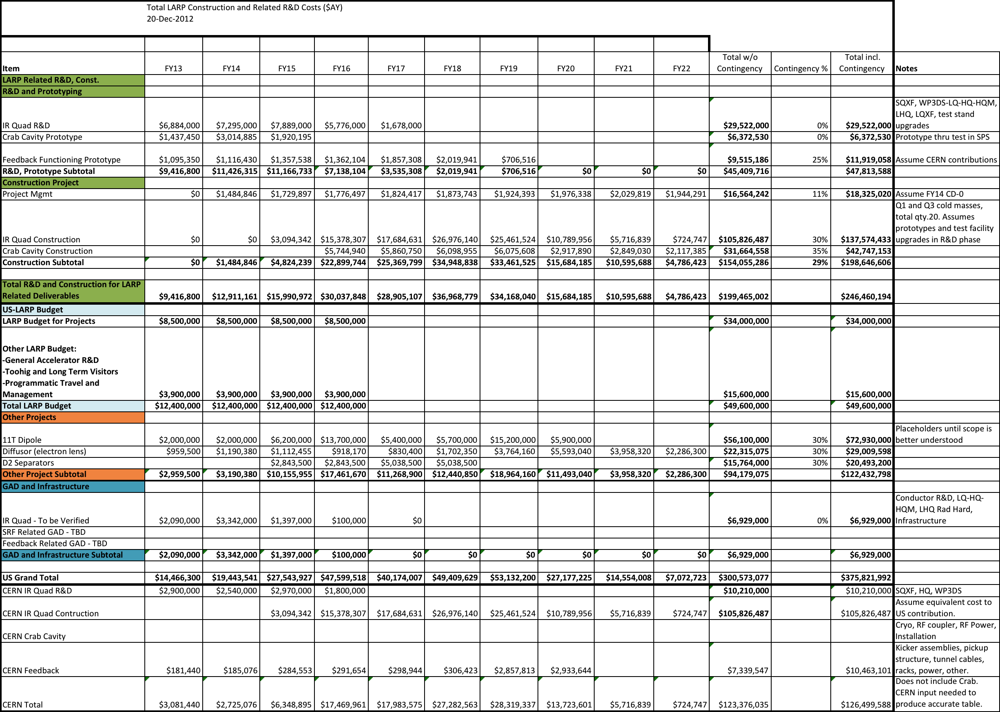 Total LARP Construction and Related R&D Costs ($AY)
20-Dec-2012
Item FY13 FY14 FY15 FY16 FY17 FY18 FY19 FY20 FY21 FY22 Total w/o Contingency Contingency % Total incl. Contingency Notes
LARP Related R&D, Const.
R&D and Prototyping
IR Quad R&D $6,884,000 $7,295,000 $7,889,000 $5,776,000 $1,678,000 $29,522,000 0% $29,522,000 SQXF, WP3DS-LQ-HQ-HQM, LHQ, LQXF, test stand upgrades
Crab Cavity Prototype $1,437,450 $3,014,885 $1,920,195 $6,372,530 0% $6,372,530 Prototype thru test in SPS
Feedback Functioning Prototype $1,095,350 $1,116,430 $1,357,538 $1,362,104 $1,857,308 $2,019,941 $706,516 $9,515,186 25% $11,919,058 Assume CERN contributions
R&D, Prototype Subtotal $9,416,800 $11,426,315 $11,166,733 $7,138,104 $3,535,308 $2,019,941 $706,516 $0 $0 $0 $45,409,716 $47,813,588
Construction Project
Project Mgmt $0 $1,484,846 $1,729,897 $1,776,497 $1,824,417 $1,873,743 $1,924,393 $1,976,338 $2,029,819 $1,944,291 $16,564,242 11% $18,325,020 Assume FY14 CD-0
IR Quad Construction $0 $0 $3,094,342 $15,378,307 $17,684,631 $26,976,140 $25,461,524 $10,789,956 $5,716,839 $724,747 $105,826,487 30% $137,574,433 Q1 and Q3 cold masses, total qty.20. Assumes prototypes and test facility upgrades in R&D phase
Crab Cavity Construction $5,744,940 $5,860,750 $6,098,955 $6,075,608 $2,917,890 $2,849,030 $2,117,385 $31,664,558 35% $42,747,153
Construction Subtotal $0 $1,484,846 $4,824,239 $22,899,744 $25,369,799 $34,948,838 $33,461,525 $15,684,185 $10,595,688 $4,786,423 $154,055,286 29% $198,646,606
Total R&D and Construction for LARP
Related Deliverables $9,416,800 $12,911,161 $15,990,972 $30,037,848 $28,905,107 $36,968,779 $34,168,040 $15,684,185 $10,595,688 $4,786,423 $199,465,002 $246,460,194
US-LARP Budget
LARP Budget for Projects $8,500,000 $8,500,000 $8,500,000 $8,500,000 $34,000,000 $34,000,000
Other LARP Budget:
-General Accelerator R&D
-Toohig and Long Term Visitors
-Programmatic Travel and
Management $3,900,000 $3,900,000 $3,900,000 $3,900,000 $15,600,000 $15,600,000
Total LARP Budget $12,400,000 $12,400,000 $12,400,000 $12,400,000 $49,600,000 $49,600,000
Other Projects
11T Dipole $2,000,000 $2,000,000 $6,200,000 $13,700,000 $5,400,000 $5,700,000 $15,200,000 $5,900,000 $56,100,000 30% $72,930,000 Placeholders until scope is better understood
Diffusor (electron lens) $959,500 $1,190,380 $1,112,455 $918,170 $830,400 $1,702,350 $3,764,160 $5,593,040 $3,958,320 $2,286,300 $22,315,075 30% $29,009,598
D2 Separators $2,843,500 $2,843,500 $5,038,500 $5,038,500 $15,764,000 30% $20,493,200
Other Project Subtotal $2,959,500 $3,190,380 $10,155,955 $17,461,670 $11,268,900 $12,440,850 $18,964,160 $11,493,040 $3,958,320 $2,286,300 $94,179,075 $122,432,798
GAD and Infrastructure
IR Quad - To be Verified $2,090,000 $3,342,000 $1,397,000 $100,000 $0 $6,929,000 0% $6,929,000 Conductor R&D, LQ-HQ-HQM, LHQ Rad Hard, Infrastructure
SRF Related GAD - TBD
Feedback Related GAD - TBD
GAD and Infrastructure Subtotal $2,090,000 $3,342,000 $1,397,000 $100,000 $0 $0 $0 $0 $0 $0 $6,929,000 $6,929,000
US Grand Total $14,466,300 $19,443,541 $27,543,927 $47,599,518 $40,174,007 $49,409,629 $53,132,200 $27,177,225 $14,554,008 $7,072,723 $300,573,077 $375,821,992
CERN IR Quad R&D $2,900,000 $2,540,000 $2,970,000 $1,800,000 $10,210,000 $10,210,000 SQXF, HQ, WP3DS
CERN IR Quad Contruction $3,094,342 $15,378,307 $17,684,631 $26,976,140 $25,461,524 $10,789,956 $5,716,839 $724,747 $105,826,487 $105,826,487 Assume equivalent cost to US contribution.
CERN Crab Cavity Cryo, RF coupler, RF Power, Installation
CERN Feedback $181,440 $185,076 $284,553 $291,654 $298,944 $306,423 $2,857,813 $2,933,644 $7,339,547 $10,463,101 Kicker assemblies, pickup structure, tunnel cables, racks, power, other.
CERN Total $3,081,440 $2,725,076 $6,348,895 $17,469,961 $17,983,575 $27,282,563 $28,319,337 $13,723,601 $5,716,839 $724,747 $123,376,035 $126,499,588 Does not include Crab. CERN input needed to produce accurate table.